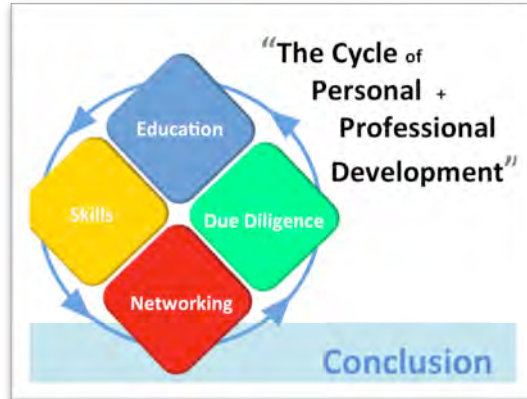 “The Cycle of
Personal +
Professional
Development”
Education
Skills
Due Diligence
Networking
Conclusion